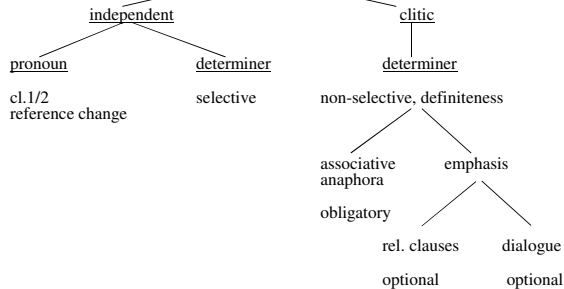 independent clitic
pronoun determiner determiner
cl.1/2 selective non-selective, definiteness
reference change
associative emphasis
anaphora
obligatory
rel. clauses dialogue
optional optional